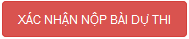 XÁC NHẬN NỘP BÀI DỰ THI